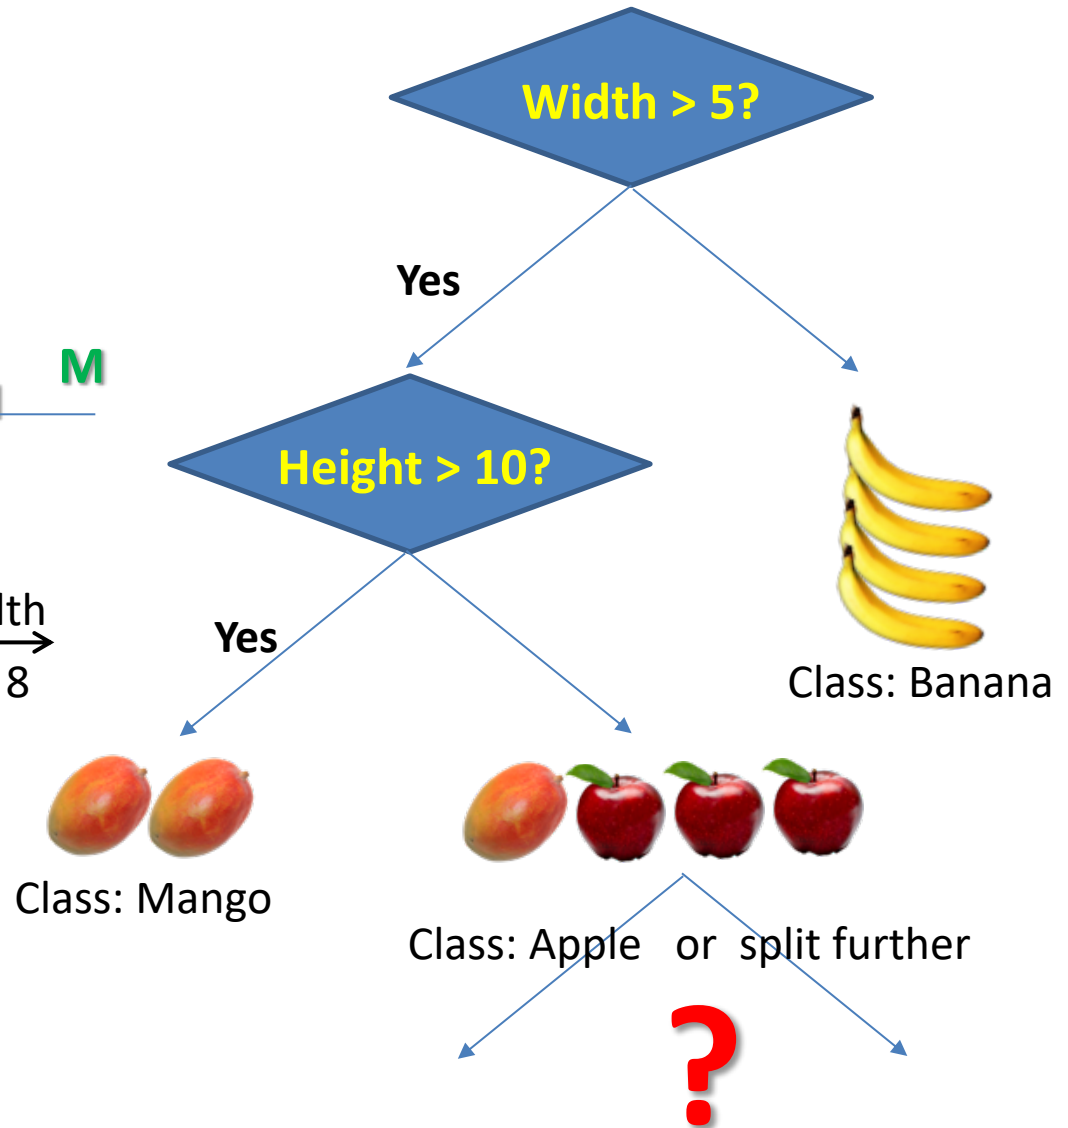 Width > 5?
Yes
M
Height > 10?
Yes
8
Class: Banana
Class: Mango
Class: Apple or split further
?